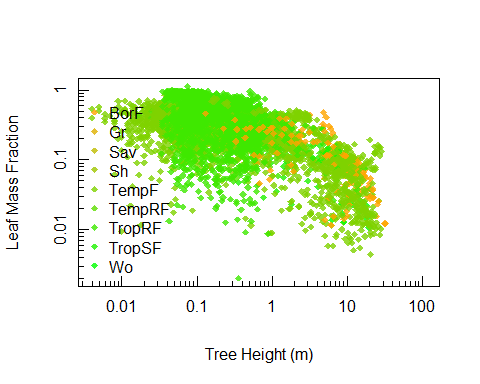 1
0.1
0.01
Leaf Mass Fraction
BorF
Gr
Sav
Sh
TempF
TempRF
TropRF
TropSF
Wo
0.01 0.1 1 10 100
Tree Height (m)